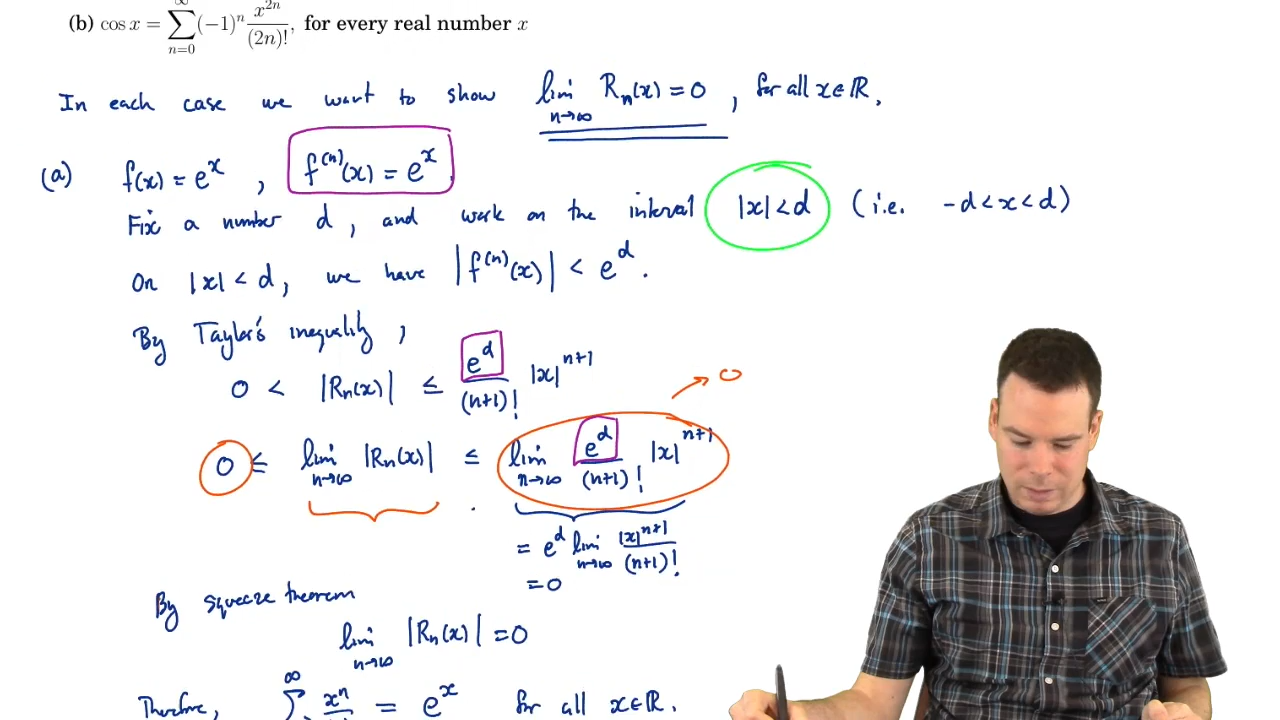 (b) cos x = ∑_{n=0}^{∞} (−1)^n x^{2n}/(2n)!, for every real number x
In each case we want to show lim_{n→∞} R_n(x) = 0, for all x∈ℝ.
(a) f(x) = e^x, f^{(n)}(x) = e^x.
Fix a number d, and work on the interval |x| < d (i.e. -d < x < d)
On |x| < d, we have |f^{(n)}(x)| < e^d.
By Taylor's inequality,
0 < |R_n(x)| ≤ e^d/(n+1)! |x|^{n+1} → 0
0 ≤ lim_{n→∞} |R_n(x)| ≤ lim_{n→∞} e^d/(n+1)! |x|^{n+1}
= e^d lim_{n→∞} |x|^{n+1}/(n+1)!
= 0
By squeeze theorem
lim_{n→∞} |R_n(x)| = 0
Therefore, ∑^{∞} x^n = e^x for all x∈ℝ.